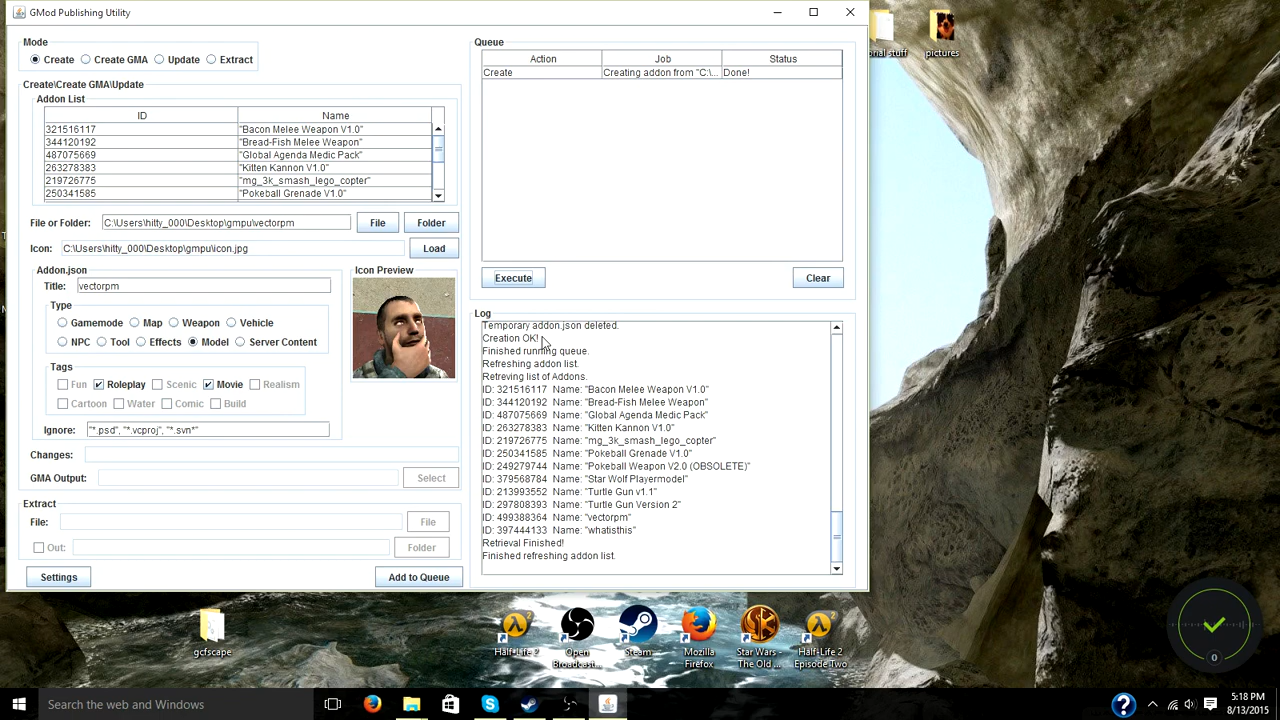 GMod Publishing Utility
Mode
Create
Create GMA
Update
Extract
Create\Create GMA\Update
Addon List
ID Name
321516117 "Bacon Melee Weapon V1.0"
344120192 "Bread-Fish Melee Weapon"
487075669 "Global Agenda Medic Pack"
263278383 "Kitten Kannon V1.0"
219726775 "mg_3k_smash_lego_copter"
250341585 "Pokeball Grenade V1.0"
File or Folder: C:\Users\hitty_000\Desktop\gmpu\vectorpm File Folder
Icon: C:\Users\hitty_000\Desktop\gmpu\icon.jpg Load
Addon.json
Title: vectorpm
Type
Gamemode Map Weapon Vehicle
NPC Tool Effects Model Server Content
Tags
Fun Roleplay Scenic Movie Realism
Cartoon Water Comic Build
Ignore: "*.psd", "*.vcproj", "*.svn*"
Icon Preview
Changes:
GMA Output: Select
Extract
File: File
Out: Folder
Settings Add to Queue
Queue
Action Job Status
Create Creating addon from "C:\... Done!
Execute Clear
Log
Temporary addon.json deleted.
Creation OK!
Finished running queue.
Refreshing addon list.
Retreving list of Addons.
ID: 321516117 Name: "Bacon Melee Weapon V1.0"
ID: 344120192 Name: "Bread-Fish Melee Weapon"
ID: 487075669 Name: "Global Agenda Medic Pack"
ID: 263278383 Name: "Kitten Kannon V1.0"
ID: 219726775 Name: "mg_3k_smash_lego_copter"
ID: 250341585 Name: "Pokeball Grenade V1.0"
ID: 249279744 Name: "Pokeball Weapon V2.0 (OBSOLETE)"
ID: 379568784 Name: "Star Wolf Playermodel"
ID: 213993552 Name: "Turtle Gun v1.1"
ID: 297808393 Name: "Turtle Gun Version 2"
ID: 499388364 Name: "vectorpm"
ID: 397444133 Name: "whatisthis"
Retrieval Finished!
Finished refreshing addon list.
stuff
pictures
gcfscape
Half-Life 2
Open
Broadcast...
Steam
Mozilla
Firefox
Star Wars -
The Old ...
Half-Life 2
Episode Two
0
Search the web and Windows
5:18 PM
8/13/2015